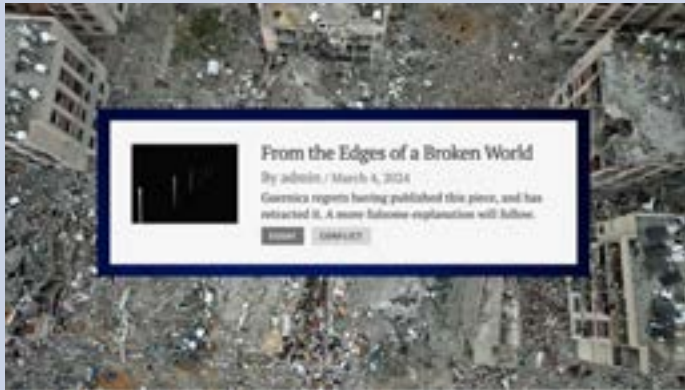 From the Edges of a Broken World
By admin / March 4, 2024
Guernica regrets having published this piece, and has
retracted it. A more fulsome explanation will follow.
CONFLICT